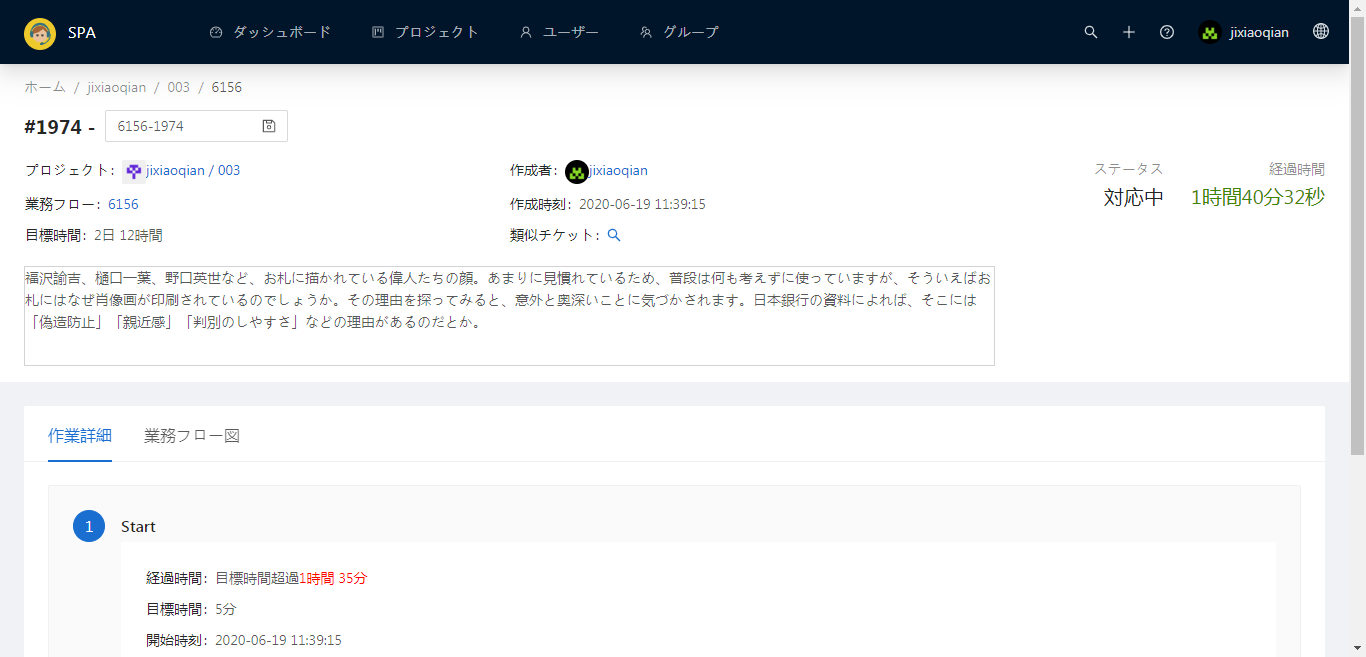 SPA ダッシュボード プロジェクト ユーザー グループ jixiaoqian
ホーム / jixiaoqian / 003 / 6156
#1974 - 6156-1974
プロジェクト: jixiaoqian / 003 作成者: jixiaoqian ステータス 経過時間
業務フロー: 6156 作成時刻: 2020-06-19 11:39:15 対応中 1時間40分32秒
目標時間: 2日 12時間 類似チケット:
福沢諭吉、樋口一葉、野口英世など、お札に描かれている偉人たちの顔。あまりに見慣れているため、普段は何も考えずに使っていますが、そういえばお
札にはなぜ肖像画が印刷されているのでしょうか。その理由を探ってみると、意外と奥深いことに気づかされます。日本銀行の資料によれば、そこには
「偽造防止」「親近感」「判別のしやすさ」などの理由があるのだとか。
作業詳細 業務フロー図
1 Start
経過時間: 目標時間超過1時間 35分
目標時間: 5分
開始時刻: 2020-06-19 11:39:15